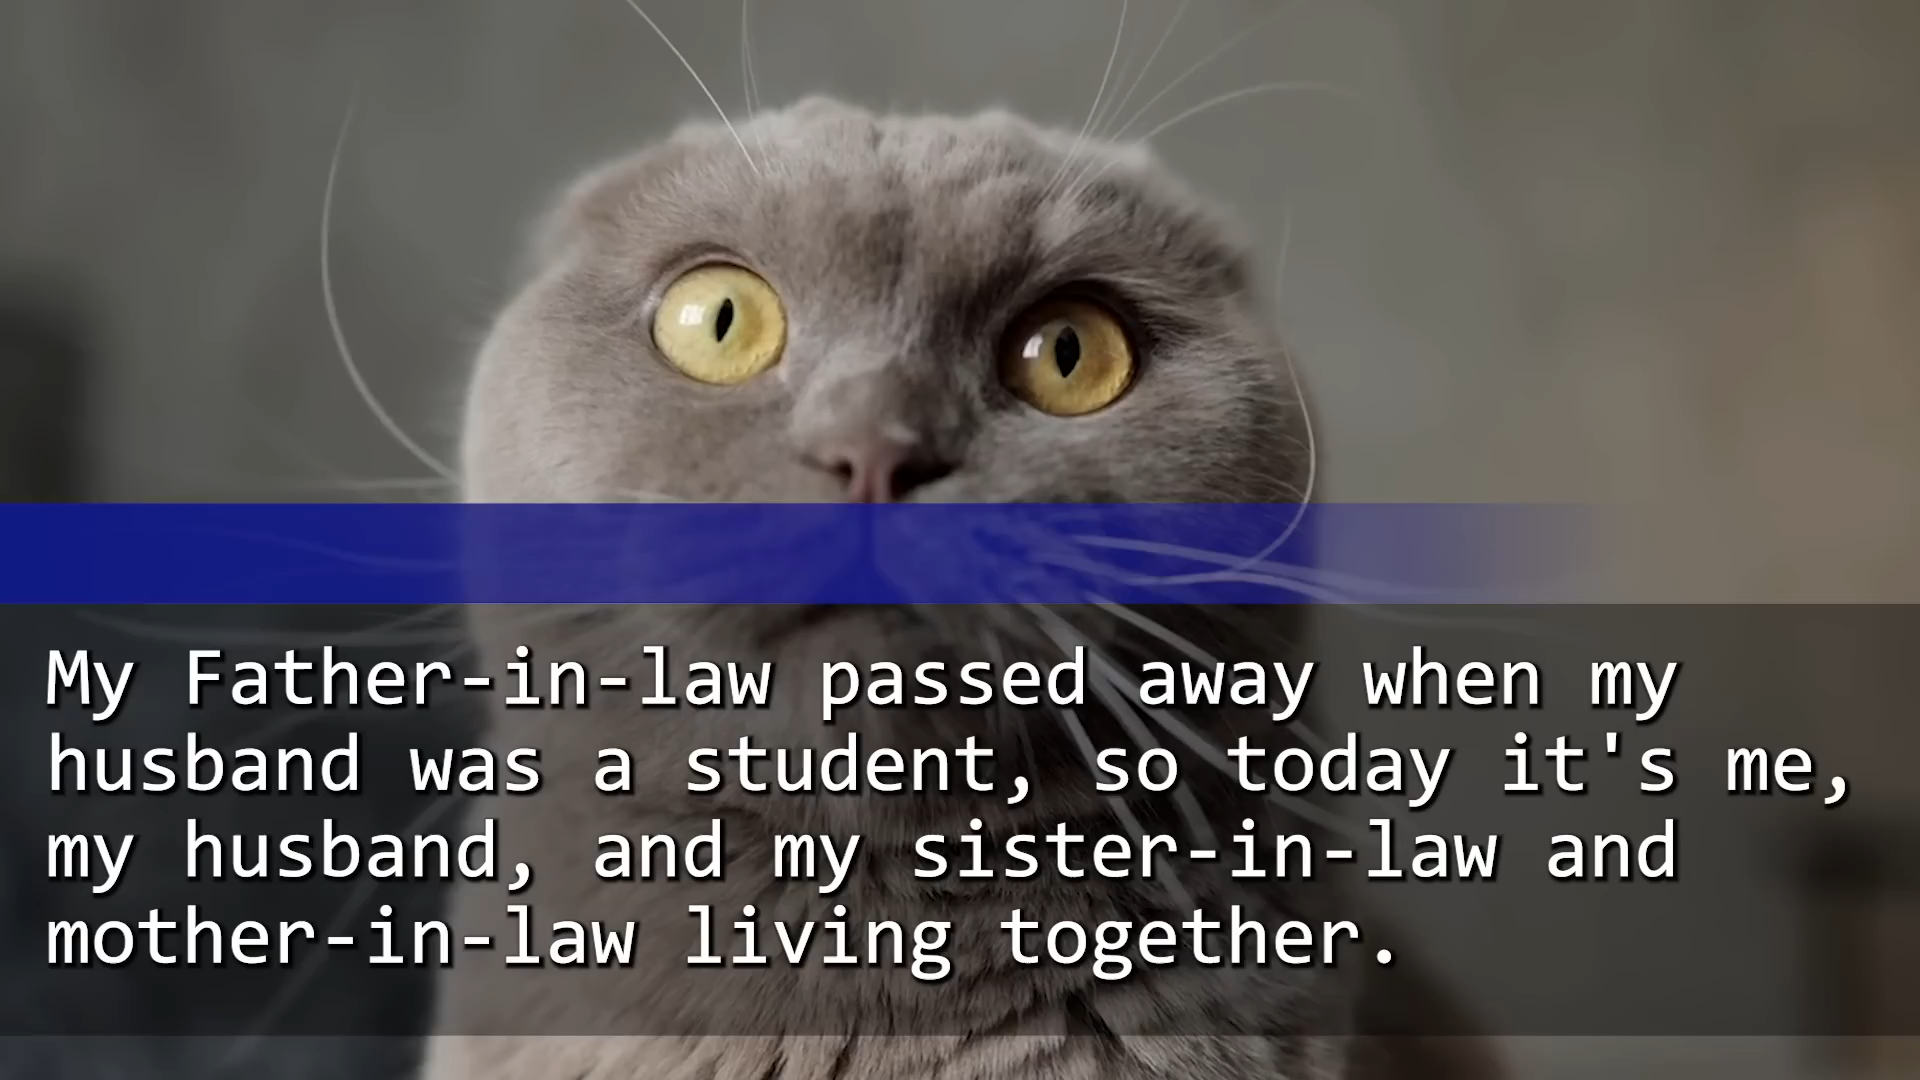 My Father-in-law passed away when my
husband was a student, so today it's me,
my husband, and my sister-in-law and
mother-in-law living together.